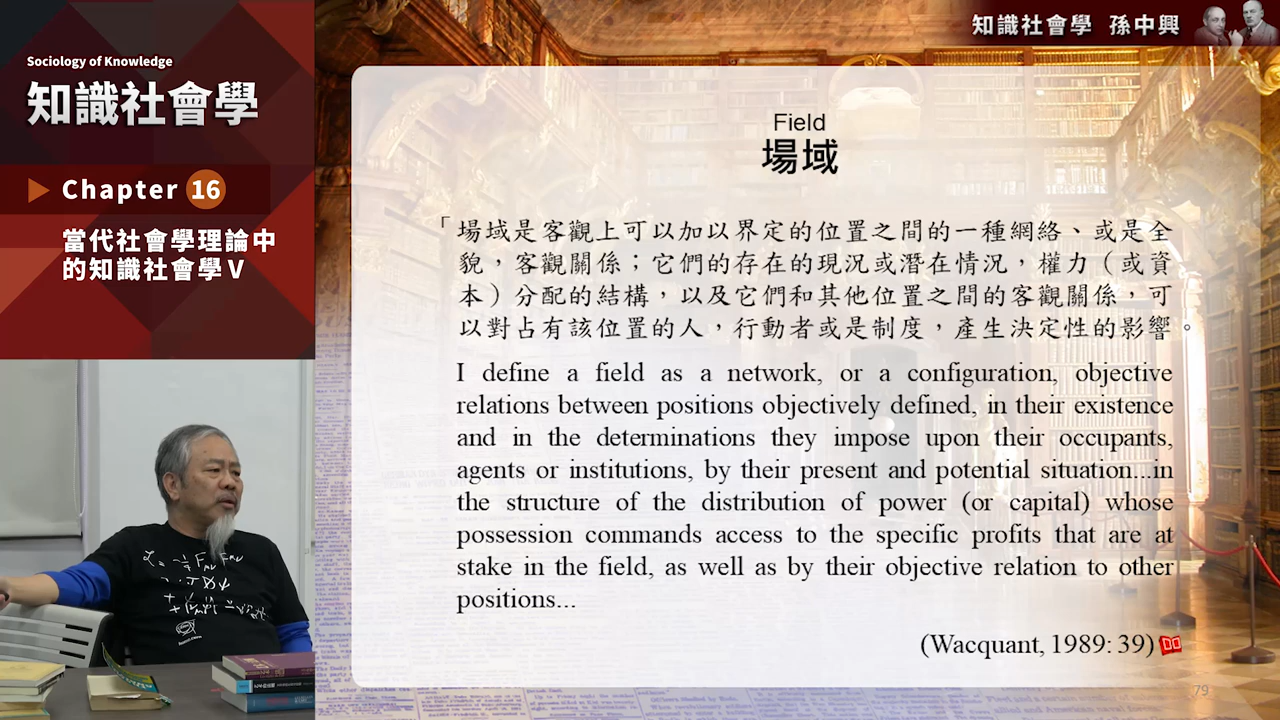 知識社會學 孫中興
Sociology of Knowledge
知識社會學
Chapter 16
當代社會學理論中
的知識社會學 V
Field
場域
「場域是客觀上可以加以界定的位置之間的一種網絡、或是全
貌，客觀關係；它們的存在的現況或潛在情況，權力（或資
本）分配的結構，以及它們和其他位置之間的客觀關係，可
以對占有該位置的人，行動者或是制度，產生決定性的影響。
I define a field as a network, or a configuration, objective
relations between positions objectively defined, in their existence
and in the determinations they impose upon their occupants,
agents or institutions, by their present and potential situation...in
the structure of the distribution of power (or capital) whose
possession commands access to the specific profits that are at
stake in the field, as well as by their objective relation to other
positions...
(Wacquant, 1989: 39)
79